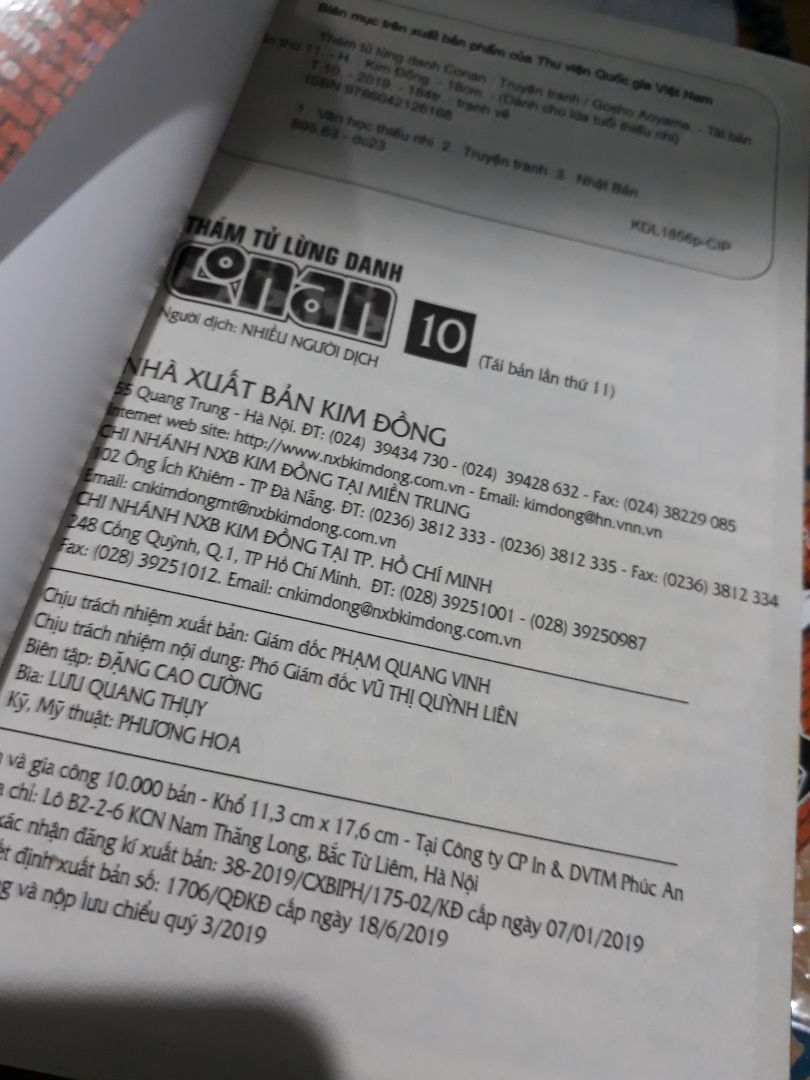 Biên mục trên xuất bản phẩm của Thư viện Quốc gia Việt Nam
Thám tử lừng danh Conan : Truyện tranh / Gosho Aoyama. - Tái bản
lần thứ 11. - H. : Kim Đồng. - 18cm. - (Dành cho lứa tuổi thiếu nhi)
T.10. - 2019. - 184tr. : tranh vẽ
ISBN 9786042126168
1. Văn học thiếu nhi 2. Truyện tranh 3. Nhật Bản
895.63 - dc23
KDL1856p-CIP
THÁM TỬ LỪNG DANH
Conan 10
(Tái bản lần thứ 11)
Người dịch: NHIỀU NGƯỜI DỊCH
NHÀ XUẤT BẢN KIM ĐỒNG
55 Quang Trung - Hà Nội. ĐT: (024) 39434 730 - (024) 39428 632 - Fax: (024) 38229 085
Internet web site: http://www.nxbkimdong.com.vn - Email: kimdong@hn.vnn.vn
CHI NHÁNH NXB KIM ĐỒNG TẠI MIỀN TRUNG
102 Ông Ích Khiêm - TP Đà Nẵng. ĐT: (0236) 3812 333 - (0236) 3812 335 - Fax: (0236) 3812 334
Email: cnkimdongmt@nxbkimdong.com.vn
CHI NHÁNH NXB KIM ĐỒNG TẠI TP. HỒ CHÍ MINH
248 Cống Quỳnh, Q.1, TP Hồ Chí Minh. ĐT: (028) 39251001 - (028) 39250987
Fax: (028) 39251012. Email: cnkimdong@nxbkimdong.com.vn
Chịu trách nhiệm xuất bản: Giám đốc PHẠM QUANG VINH
Chịu trách nhiệm nội dung: Phó Giám đốc VŨ THỊ QUỲNH LIÊN
Biên tập: ĐẶNG CAO CƯỜNG
Bìa: LƯU QUANG THỤY
Kỹ, Mỹ thuật: PHƯƠNG HOA
và gia công 10.000 bản - Khổ 11,3 cm x 17,6 cm - Tại Công ty CP In & DVTM Phúc An
chỉ: Lô B2-2-6 KCN Nam Thăng Long, Bắc Từ Liêm, Hà Nội
xác nhận đăng kí xuất bản: 38-2019/CXBIPH/175-02/KĐ cấp ngày 07/01/2019
định xuất bản số: 1706/QĐKĐ cấp ngày 18/6/2019
và nộp lưu chiểu quý 3/2019